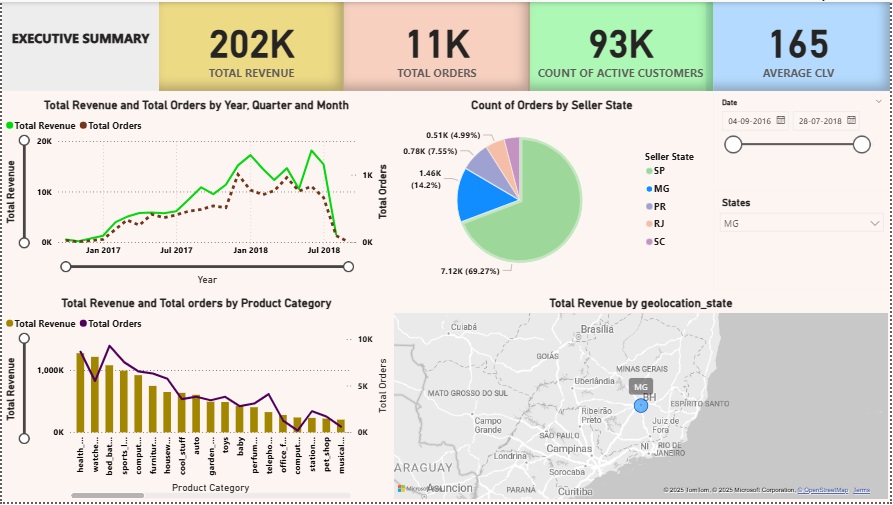 EXECUTIVE SUMMARY
202K
TOTAL REVENUE
11K
TOTAL ORDERS
93K
COUNT OF ACTIVE CUSTOMERS
165
AVERAGE CLV
Total Revenue and Total Orders by Year, Quarter and Month
Total Revenue
Total Orders
Total Revenue
20K
10K
0K
1K
0K
Total Orders
Jan 2017
Jul 2017
Jan 2018
Jul 2018
Year
Count of Orders by Seller State
0.51K (4.99%)
0.78K (7.55%)
1.46K
(14.2%)
7.12K (69.27%)
Seller State
SP
MG
PR
RJ
SC
Date
04-09-2016
28-07-2018
States
MG
Total Revenue and Total orders by Product Category
Total Revenue
Total Orders
Total Revenue
1,000K
0K
10K
5K
0K
Total Orders
health_...
watche...
bed_bat...
sports_l...
comput...
furnitur...
housew...
cool_stuff
auto
garden_...
toys
baby
perfum...
telepho...
office_f...
comput...
station...
pet_shop
musical...
Product Category
Total Revenue by geolocation_state
Cuiabá
Brasília
GOIÁS
MINAS GERAIS
Uberlândia
MG
BH
ESPÍRITO SANTO
MATO GROSSO DO SUL
Ribeirão
Preto
Campo
Grande
Juiz de
Fora
SÃO PAULO
NI
RIO DE
JANEIRO
Londrina
Campinas
ARAGUAY
Sorocaba
Asuncion
PARANÁ
Curitiba
© 2025 TomTom, © 2025 Microsoft Corporation, © OpenStreetMap Terms